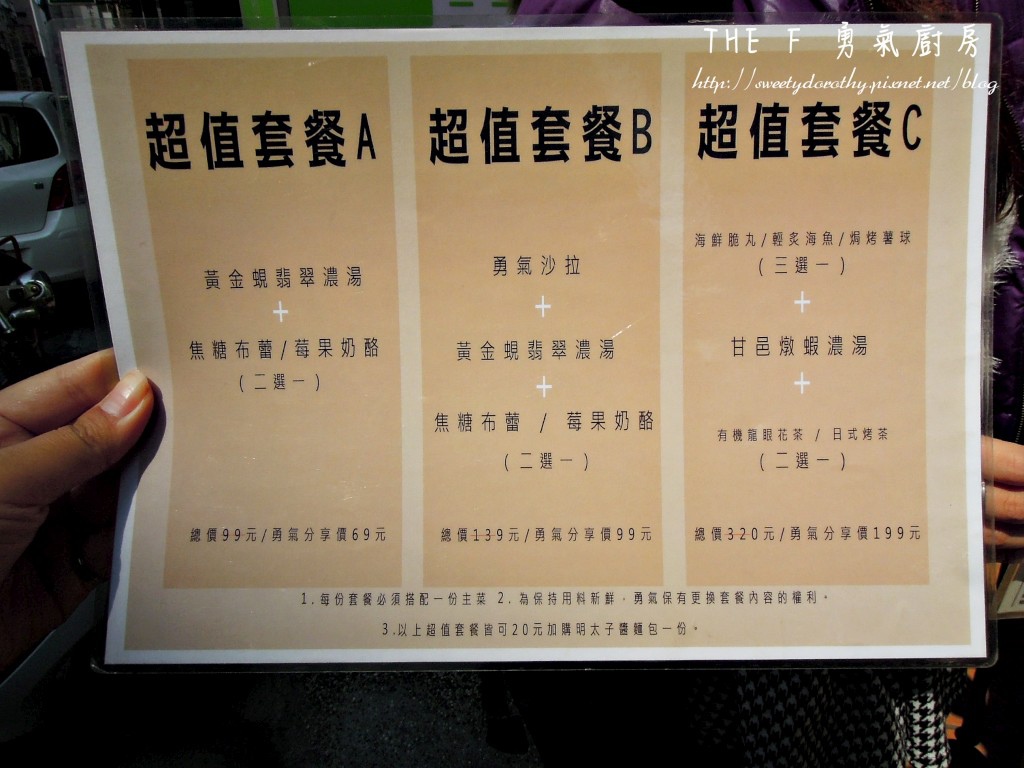 THE F 勇氣廚房
http://sweetydorothy.pixnet.net/blog
超值套餐A
黃金蜆翡翠濃湯
+
焦糖布蕾/莓果奶酪
(二選一)
總價99元/勇氣分享價69元
超值套餐B
勇氣沙拉
+
黃金蜆翡翠濃湯
+
焦糖布蕾 / 莓果奶酪
(二選一)
總價139元/勇氣分享價99元
超值套餐C
海鮮脆丸/輕炙海魚/焗烤薯球
(三選一)
+
甘邑燉蝦濃湯
+
有機龍眼花茶 / 日式烤茶
(二選一)
總價320元/勇氣分享價199元
1.每份套餐必須搭配一份主菜 2.為保持用料新鮮，勇氣保有更換套餐內容的權利。
3.以上超值套餐皆可20元加購明太子醬麵包一份。